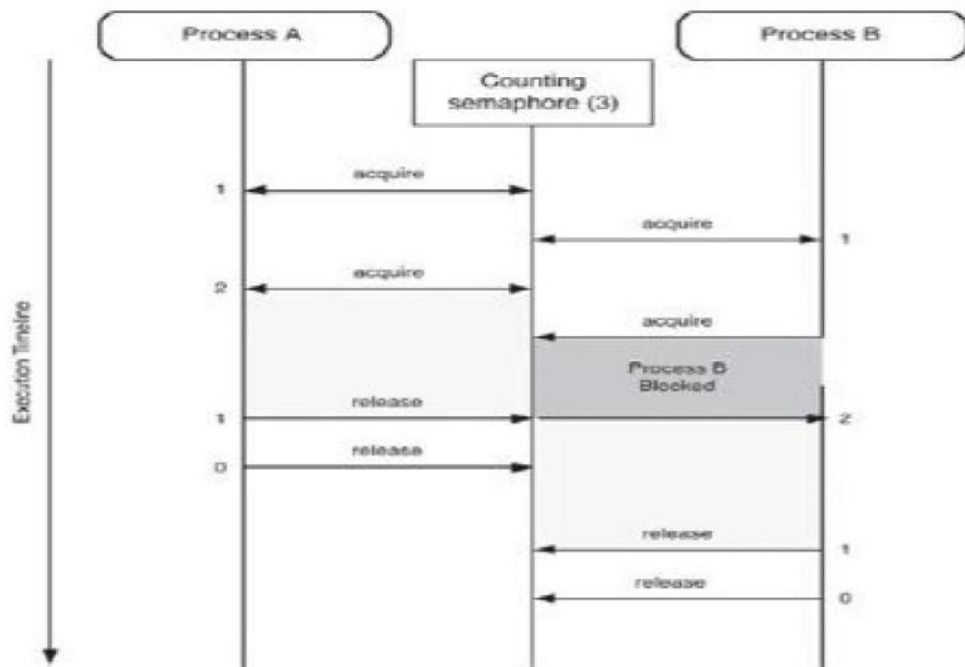 Process A
Process B
Counting
semaphore (3)
acquire
1
acquire
1
acquire
2
acquire
Process B
Blocked
release
1
2
release
0
release
1
release
0
Execution Timeline